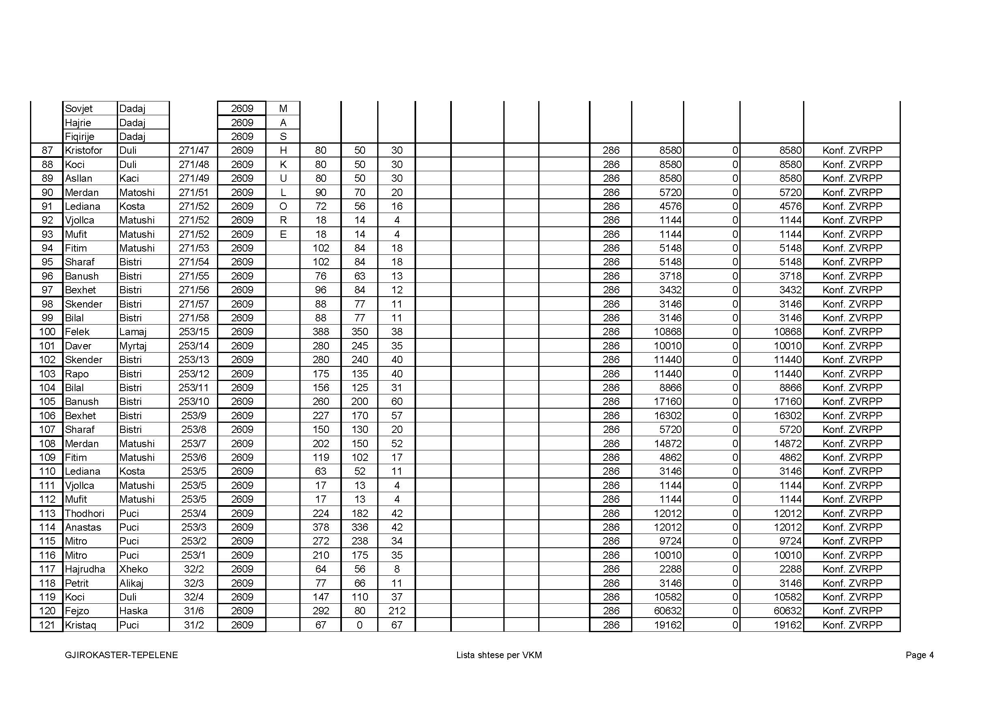 Sovjet Dadaj 2609 M
Hajrie Dadaj 2609 A
Fiqirije Dadaj 2609 S
87 Kristofor Duli 271/47 2609 H 80 50 30 286 8580 0 8580 Konf. ZVRPP
88 Koci Duli 271/48 2609 K 80 50 30 286 8580 0 8580 Konf. ZVRPP
89 Asllan Kaci 271/49 2609 U 80 50 30 286 8580 0 8580 Konf. ZVRPP
90 Merdan Matoshi 271/51 2609 L 90 70 20 286 5720 0 5720 Konf. ZVRPP
91 Lediana Kosta 271/52 2609 O 72 56 16 286 4576 0 4576 Konf. ZVRPP
92 Vjollca Matushi 271/52 2609 R 18 14 4 286 1144 0 1144 Konf. ZVRPP
93 Mufit Matushi 271/52 2609 E 18 14 4 286 1144 0 1144 Konf. ZVRPP
94 Fitim Matushi 271/53 2609 102 84 18 286 5148 0 5148 Konf. ZVRPP
95 Sharaf Bistri 271/54 2609 102 84 18 286 5148 0 5148 Konf. ZVRPP
96 Banush Bistri 271/55 2609 76 63 13 286 3718 0 3718 Konf. ZVRPP
97 Bexhet Bistri 271/56 2609 96 84 12 286 3432 0 3432 Konf. ZVRPP
98 Skender Bistri 271/57 2609 88 77 11 286 3146 0 3146 Konf. ZVRPP
99 Bilal Bistri 271/58 2609 88 77 11 286 3146 0 3146 Konf. ZVRPP
100 Felek Lamaj 253/15 2609 388 350 38 286 10868 0 10868 Konf. ZVRPP
101 Daver Myrtaj 253/14 2609 280 245 35 286 10010 0 10010 Konf. ZVRPP
102 Skender Bistri 253/13 2609 280 240 40 286 11440 0 11440 Konf. ZVRPP
103 Rapo Bistri 253/12 2609 175 135 40 286 11440 0 11440 Konf. ZVRPP
104 Bilal Bistri 253/11 2609 156 125 31 286 8866 0 8866 Konf. ZVRPP
105 Banush Bistri 253/10 2609 260 200 60 286 17160 0 17160 Konf. ZVRPP
106 Bexhet Bistri 253/9 2609 227 170 57 286 16302 0 16302 Konf. ZVRPP
107 Sharaf Bistri 253/8 2609 150 130 20 286 5720 0 5720 Konf. ZVRPP
108 Merdan Matushi 253/7 2609 202 150 52 286 14872 0 14872 Konf. ZVRPP
109 Fitim Matushi 253/6 2609 119 102 17 286 4862 0 4862 Konf. ZVRPP
110 Lediana Kosta 253/5 2609 63 52 11 286 3146 0 3146 Konf. ZVRPP
111 Vjollca Matushi 253/5 2609 17 13 4 286 1144 0 1144 Konf. ZVRPP
112 Mufit Matushi 253/5 2609 17 13 4 286 1144 0 1144 Konf. ZVRPP
113 Thodhori Puci 253/4 2609 224 182 42 286 12012 0 12012 Konf. ZVRPP
114 Anastas Puci 253/3 2609 378 336 42 286 12012 0 12012 Konf. ZVRPP
115 Mitro Puci 253/2 2609 272 238 34 286 9724 0 9724 Konf. ZVRPP
116 Mitro Puci 253/1 2609 210 175 35 286 10010 0 10010 Konf. ZVRPP
117 Hajrudha Xheko 32/2 2609 64 56 8 286 2288 0 2288 Konf. ZVRPP
118 Petrit Alikaj 32/3 2609 77 66 11 286 3146 0 3146 Konf. ZVRPP
119 Koci Duli 32/4 2609 147 110 37 286 10582 0 10582 Konf. ZVRPP
120 Fejzo Haska 31/6 2609 292 80 212 286 60632 0 60632 Konf. ZVRPP
121 Kristaq Puci 31/2 2609 67 0 67 286 19162 0 19162 Konf. ZVRPP
GJIROKASTER-TEPELENE Lista shtese per VKM Page 4